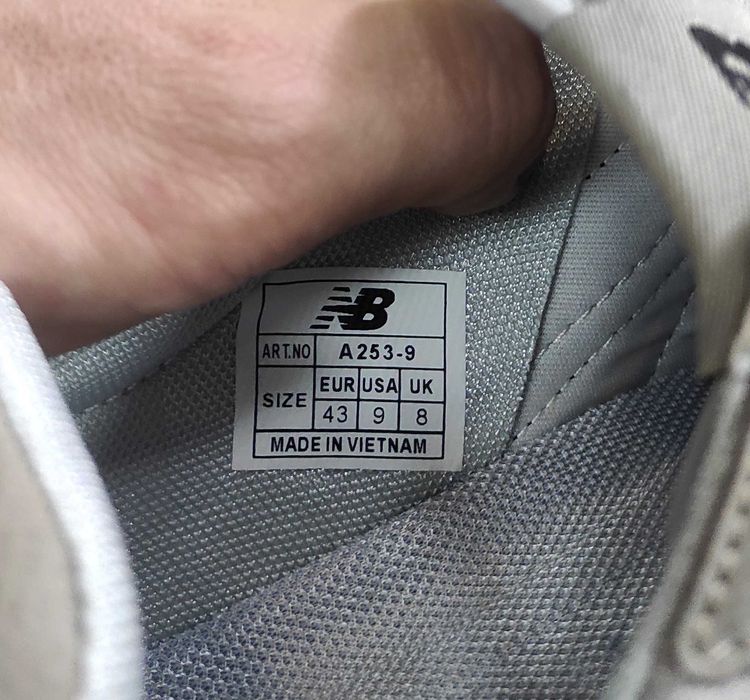 NB
ART.NO A253-9
SIZE EUR USA UK
43 9 8
MADE IN VIETNAM